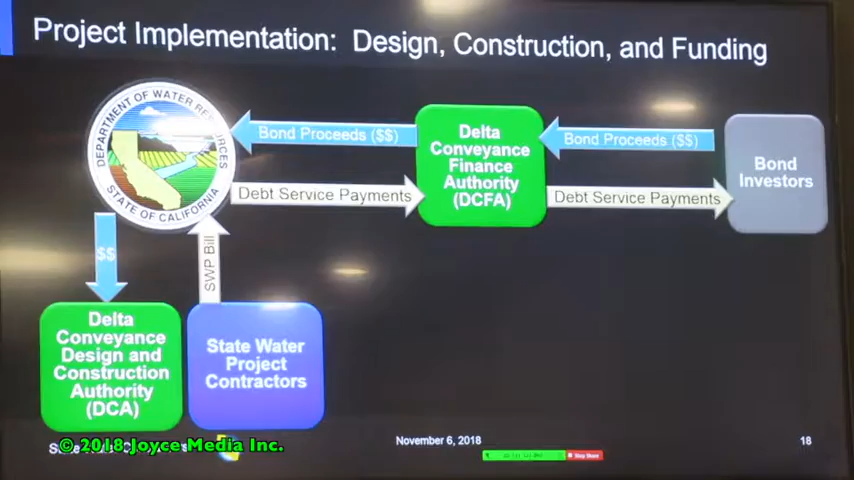 Project Implementation: Design, Construction, and Funding
DEPARTMENT OF WATER RESOURCES
STATE OF CALIFORNIA
Bond Proceeds ($$)
Debt Service Payments
Delta
Conveyance
Finance
Authority
(DCFA)
Bond Proceeds ($$)
Debt Service Payments
Bond
Investors
$$
SWP Bill
Delta
Conveyance
Design and
Construction
Authority
(DCA)
State Water
Project
Contractors
© 2018 Joyce Media Inc.
November 6, 2018
18
Stop Share